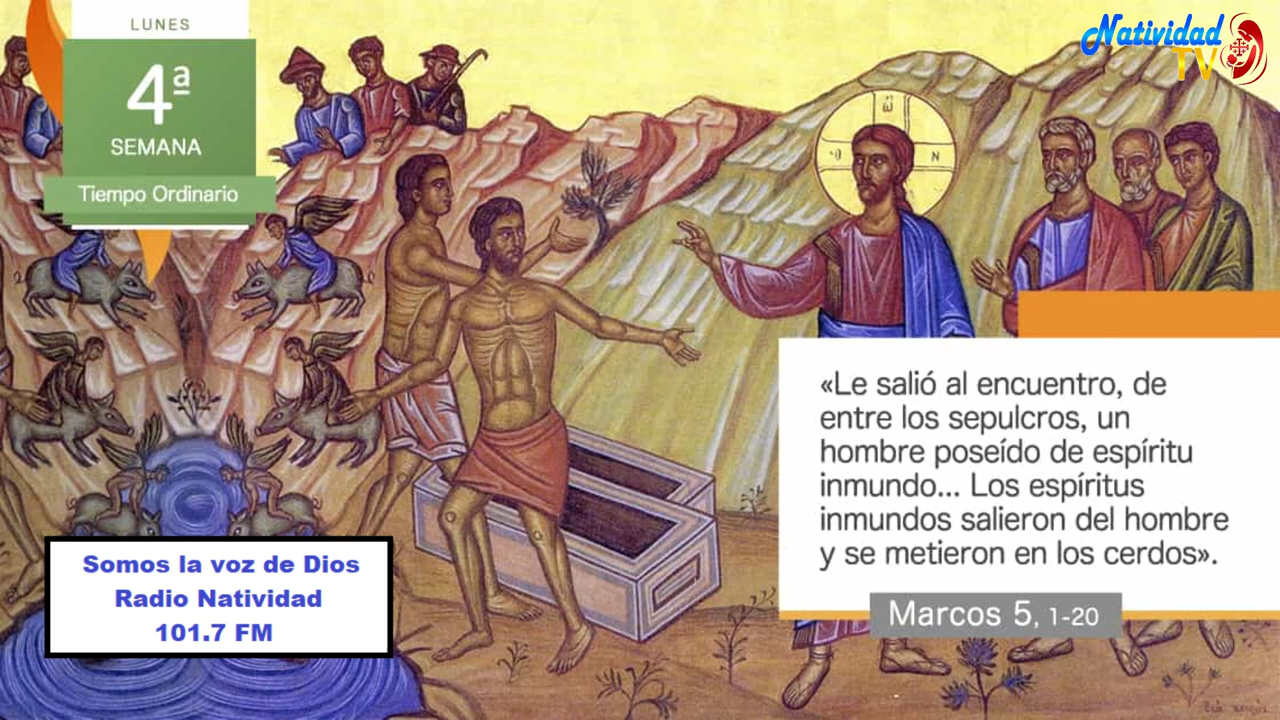 LUNES
4ª
SEMANA
Tiempo Ordinario
Natividad
TV
ὤ
Ο
Ν
«Le salió al encuentro, de
entre los sepulcros, un
hombre poseído de espíritu
inmundo... Los espíritus
inmundos salieron del hombre
y se metieron en los cerdos».
Marcos 5, 1-20
Somos la voz de Dios
Radio Natividad
101.7 FM